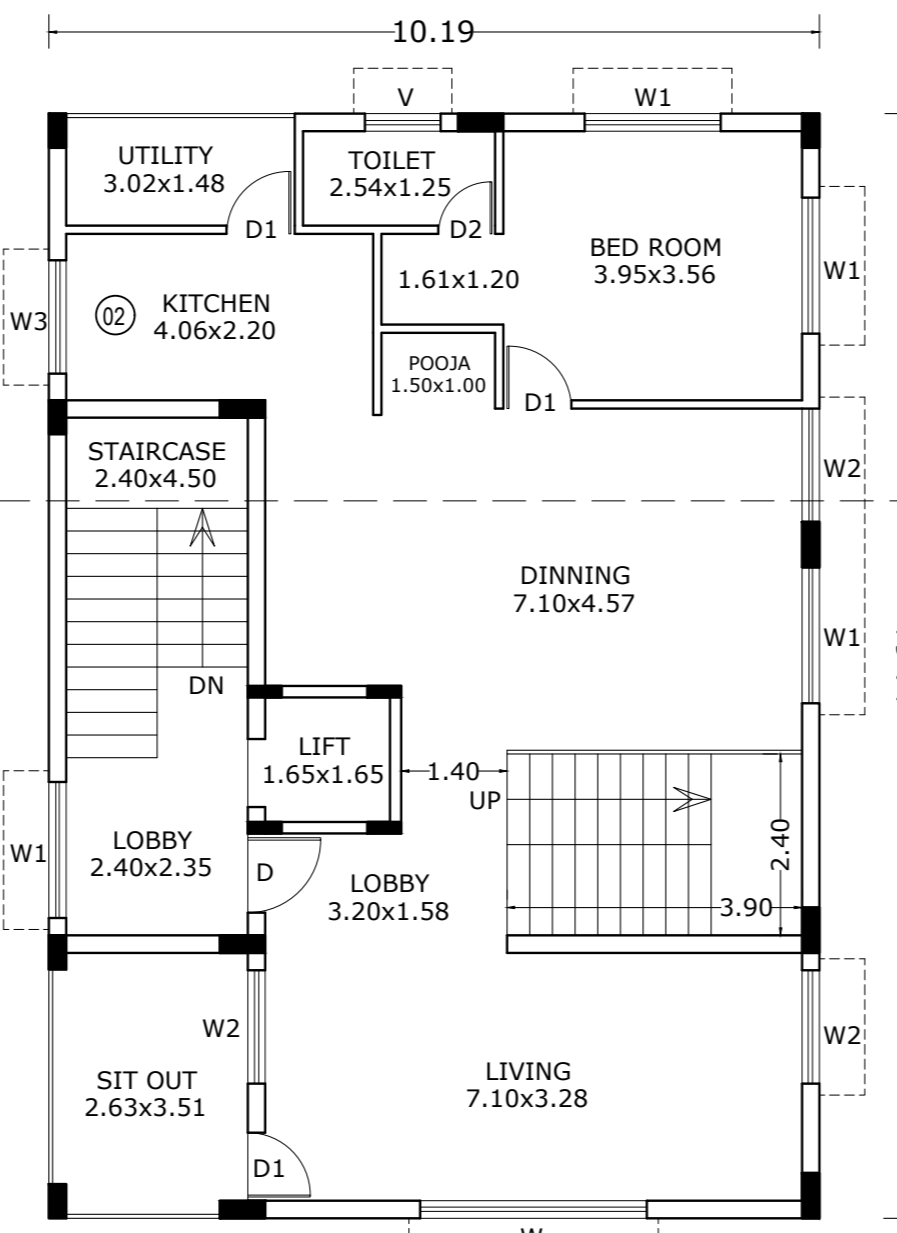 10.19
V
W1
UTILITY
3.02x1.48
TOILET
2.54x1.25
D1
D2
BED ROOM
3.95x3.56
W1
1.61x1.20
W3
02
KITCHEN
4.06x2.20
POOJA
1.50x1.00
D1
STAIRCASE
2.40x4.50
W2
DINNING
7.10x4.57
W1
DN
LIFT
1.65x1.65
1.40
UP
2.40
W1
LOBBY
2.40x2.35
D
LOBBY
3.20x1.58
3.90
W2
W2
SIT OUT
2.63x3.51
LIVING
7.10x3.28
D1